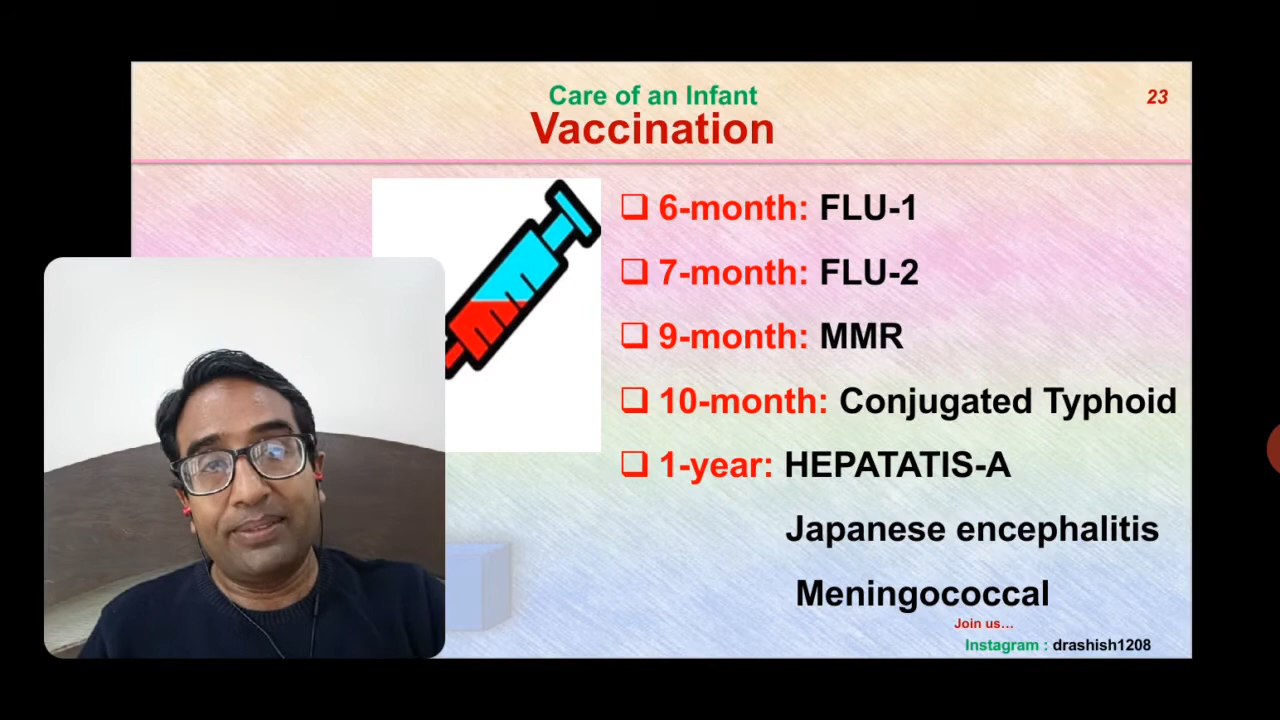 Care of an Infant
Vaccination
23
❑ 6-month: FLU-1
❑ 7-month: FLU-2
❑ 9-month: MMR
❑ 10-month: Conjugated Typhoid
❑ 1-year: HEPATATIS-A
Japanese encephalitis
Meningococcal
Join us...
Instagram : drashish1208